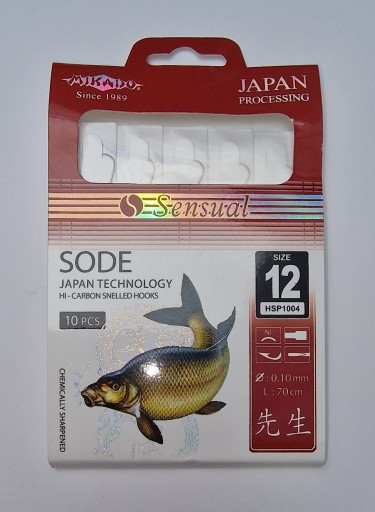 MIKADO
Since 1989
JAPAN
PROCESSING
Sensual
SODE
JAPAN TECHNOLOGY
HI - CARBON SNELLED HOOKS
10 PCS
CHEMICALLY SHARPENED
SIZE
12
HSP1004
NI
Ø : 0.10 mm
L : 70 cm
先生